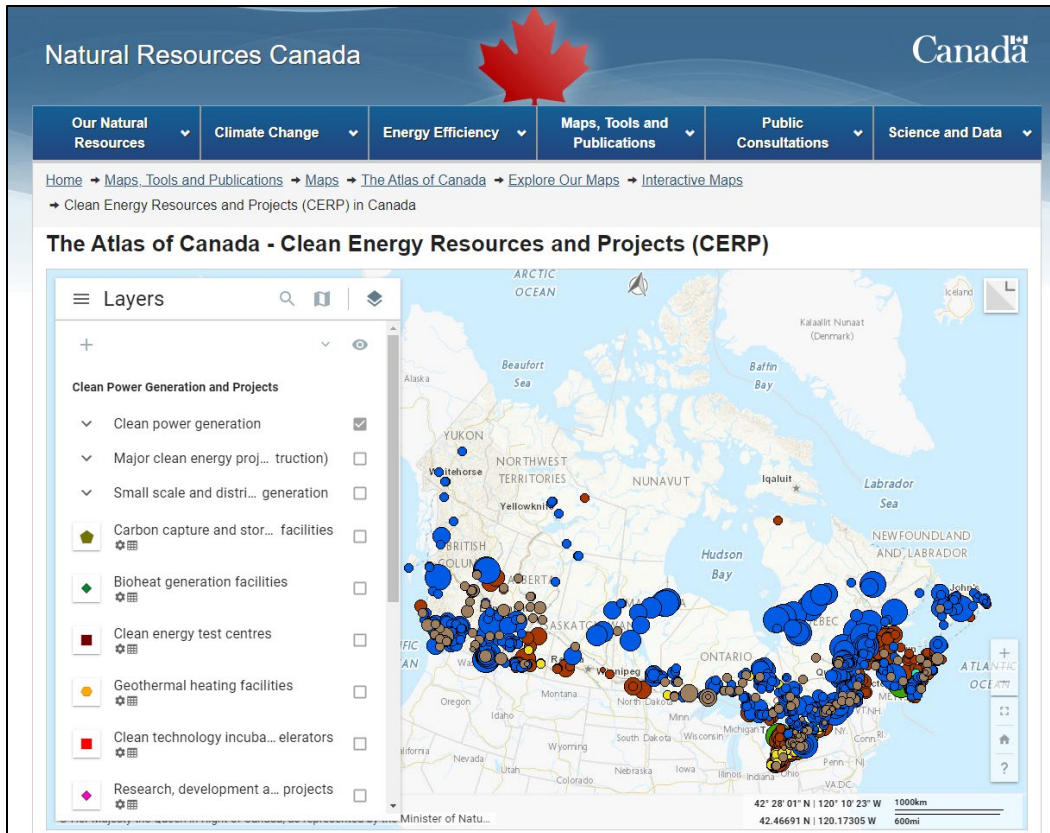 Natural Resources Canada
Canada
Our Natural
Resources
Climate Change
Energy Efficiency
Maps, Tools and
Publications
Public
Consultations
Science and Data
Home → Maps, Tools and Publications → Maps → The Atlas of Canada → Explore Our Maps → Interactive Maps
→ Clean Energy Resources and Projects (CERP) in Canada
The Atlas of Canada - Clean Energy Resources and Projects (CERP)
Layers
Clean Power Generation and Projects
Clean power generation
Major clean energy proj... truction)
Small scale and distri... generation
Carbon capture and stor... facilities
Bioheat generation facilities
Clean energy test centres
Geothermal heating facilities
Clean technology incuba... elerators
Research, development a... projects
ARCTIC
OCEAN
Iceland
Kalaallit Nunaat
(Denmark)
Beaufort
Sea
Baffin
Bay
Alaska
YUKON
Whitehorse
NORTHWEST
TERRITORIES
NUNAVUT
Iqaluit
Labrador
Sea
Yellowknife
NEWFOUNDLAND
AND LABRADOR
BRITISH
Hudson
Bay
ONTARIO
Winnipeg
Montana
North Dakota
Oregon
Idaho
Minn
South Dakota
Wyoming
Nevada
Utah
Colorado
Nebraska
Iowa
Illinois
Indiana
Ohio
Penn
NJ
VA.DC
42° 28' 01" N | 120° 10' 23" W
42.46691 N | 120.17305 W
1000km
600mi
Minister of Natu...